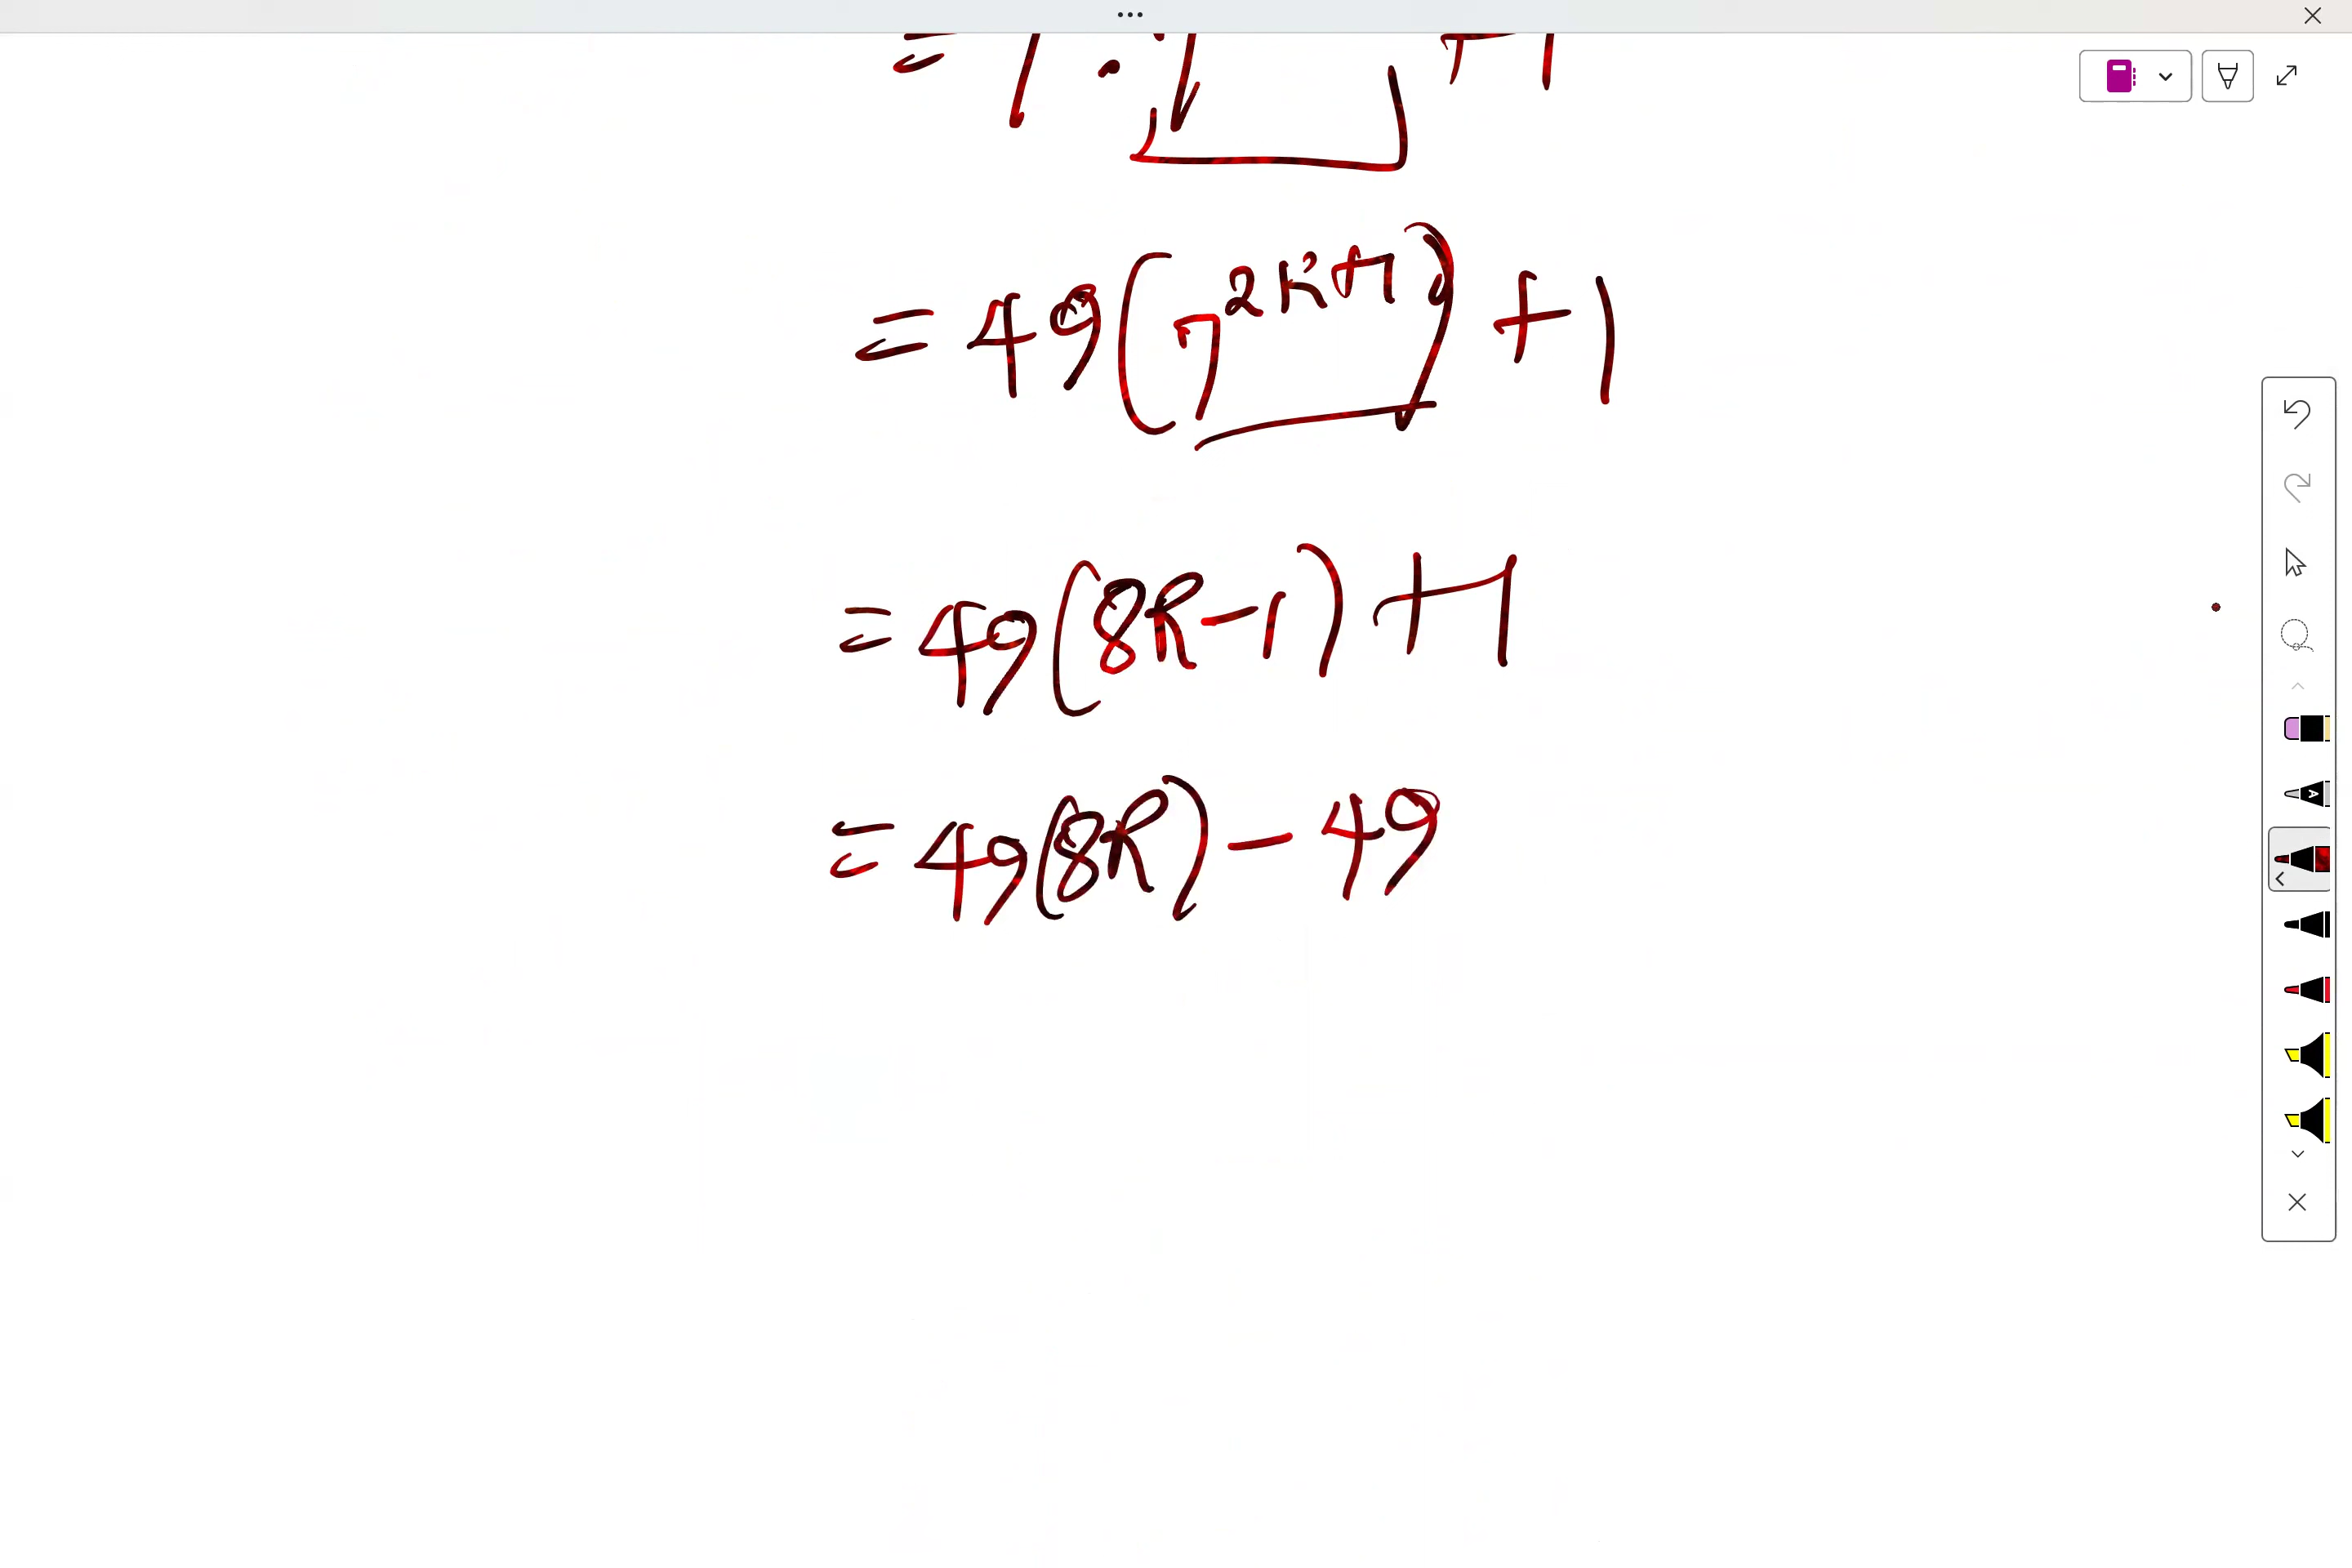 = 49(7^{2k+1}) + 1
= 49(8R-1) + 1
= 49(8R) - 49